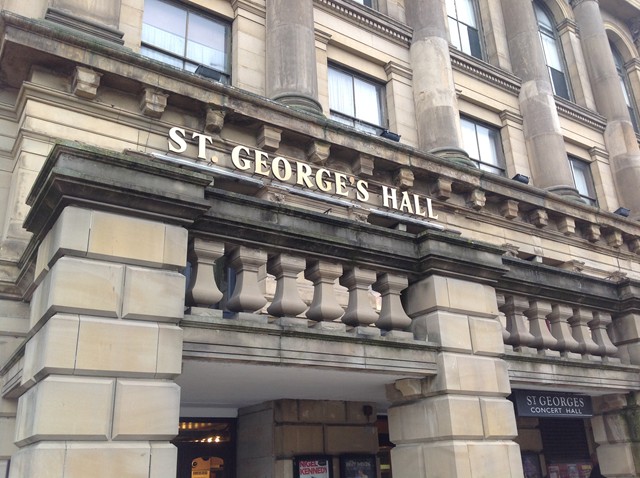 ST. GEORGE'S HALL
ST GEORGES
CONCERT HALL
NIGEL
KENNEDY